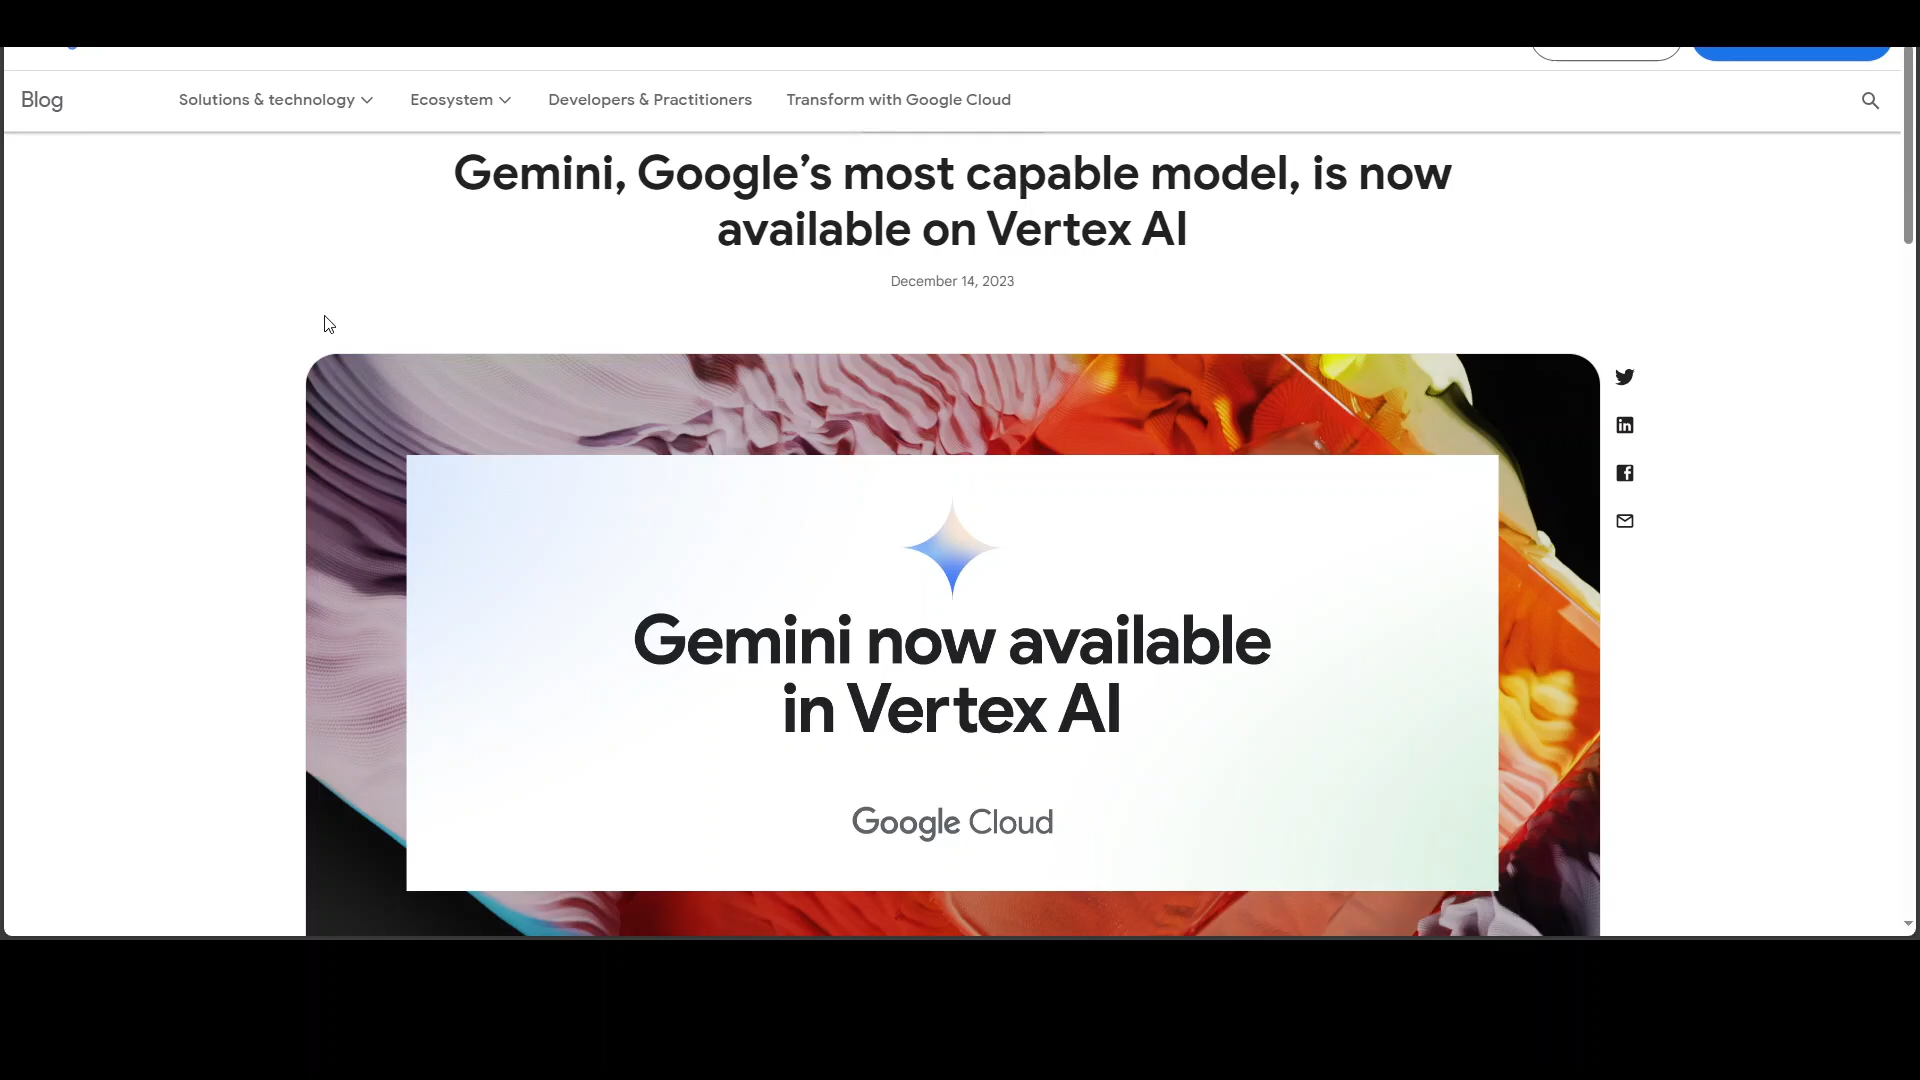 Blog
Solutions & technology
Ecosystem
Developers & Practitioners
Transform with Google Cloud
Gemini, Google’s most capable model, is now
available on Vertex AI
December 14, 2023
Gemini now available
in Vertex AI
Google Cloud